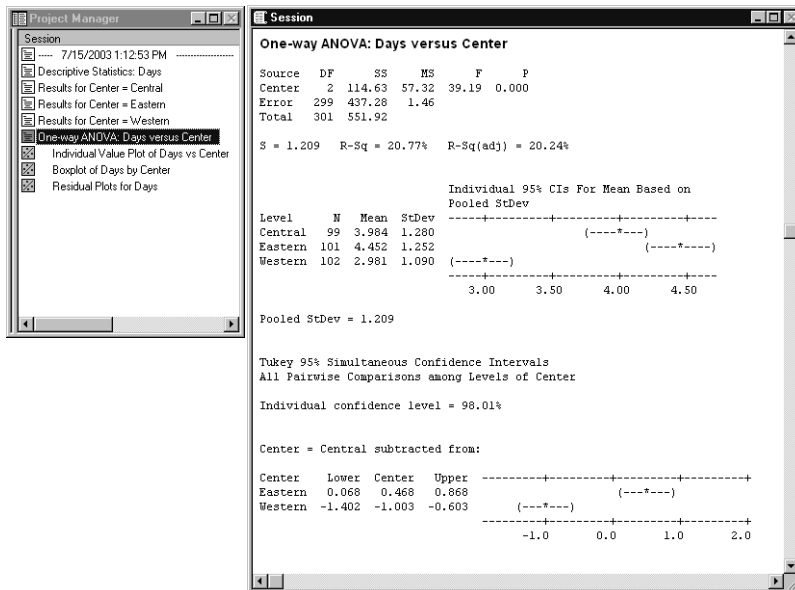 Project Manager
Session
----- 7/15/2003 1:12:53 PM --------------------
Descriptive Statistics: Days
Results for Center = Central
Results for Center = Eastern
Results for Center = Western
One-way ANOVA: Days versus Center
Individual Value Plot of Days vs Center
Boxplot of Days by Center
Residual Plots for Days
Session
One-way ANOVA: Days versus Center
Source DF SS MS F P
Center 2 114.63 57.32 39.19 0.000
Error 299 437.28 1.46
Total 301 551.92
S = 1.209 R-Sq = 20.77% R-Sq(adj) = 20.24%
Individual 95% CIs For Mean Based on
Pooled StDev
Level N Mean StDev -----+---------+---------+---------+----
Central 99 3.984 1.280 (----*---)
Eastern 101 4.452 1.252 (----*----)
Western 102 2.981 1.090 (----*---)
-----+---------+---------+---------+----
3.00 3.50 4.00 4.50
Pooled StDev = 1.209
Tukey 95% Simultaneous Confidence Intervals
All Pairwise Comparisons among Levels of Center
Individual confidence level = 98.01%
Center = Central subtracted from:
Center Lower Center Upper ---------+---------+---------+---------+
Eastern 0.068 0.468 0.868 (---*---)
Western -1.402 -1.003 -0.603 (---*---)
---------+---------+---------+---------+
-1.0 0.0 1.0 2.0